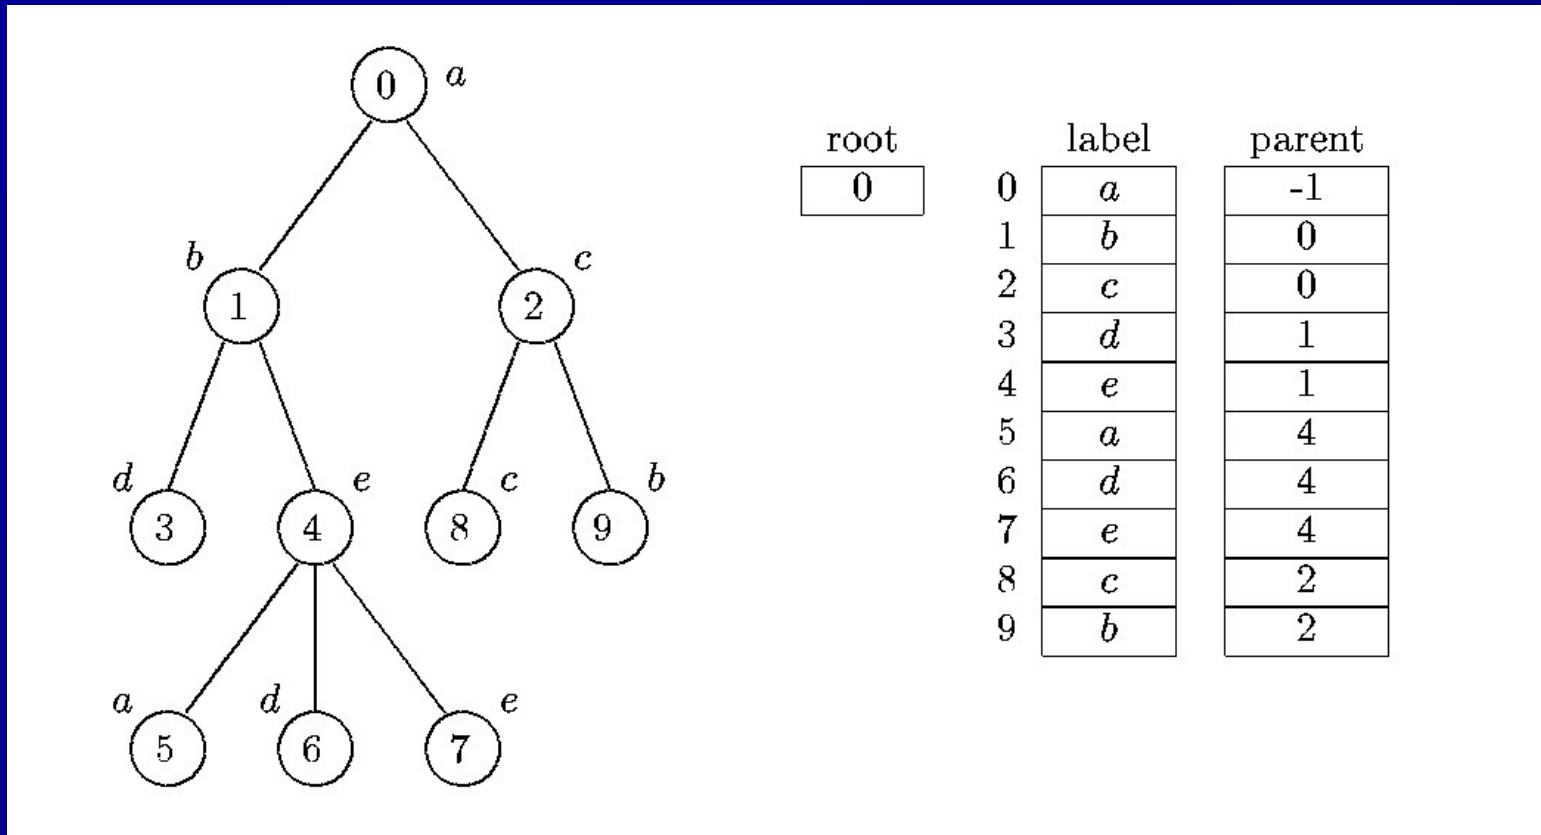 0 a
b c
1 2
d e c b
3 4 8 9
a d e
5 6 7
root label parent
0 0 a -1
1 b 0
2 c 0
3 d 1
4 e 1
5 a 4
6 d 4
7 e 4
8 c 2
9 b 2